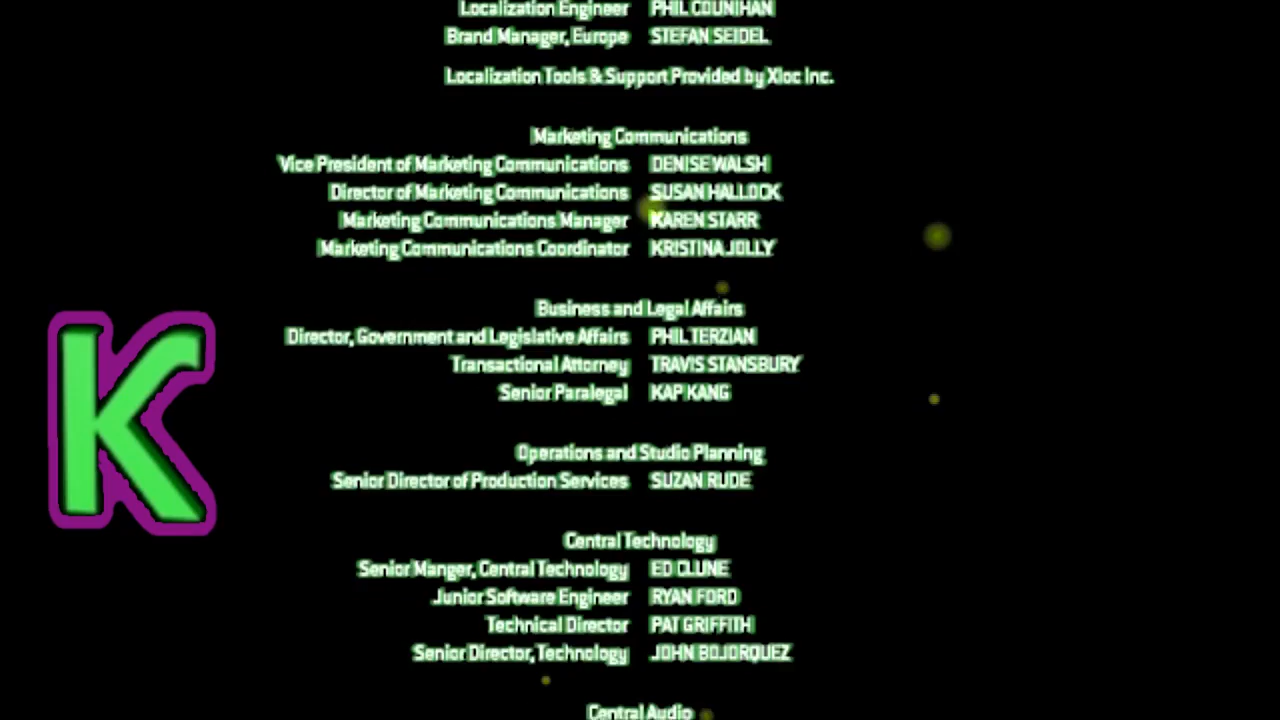 Localization Engineer PHIL COUNIHAN
Brand Manager, Europe STEFAN SEIDEL
Localization Tools & Support Provided by Xloc Inc.
Marketing Communications
Vice President of Marketing Communications DENISE WALSH
Director of Marketing Communications SUSAN HALLOCK
Marketing Communications Manager KAREN STARR
Marketing Communications Coordinator KRISTINA JOLLY
Business and Legal Affairs
Director, Government and Legislative Affairs PHIL TERZIAN
Transactional Attorney TRAVIS STANSBURY
Senior Paralegal KAP KANG
K
Operations and Studio Planning
Senior Director of Production Services SUZAN RUDE
Central Technology
Senior Manger, Central Technology ED CLUNE
Junior Software Engineer RYAN FORD
Technical Director PAT GRIFFITH
Senior Director, Technology JOHN BOJORQUEZ
Central Audio